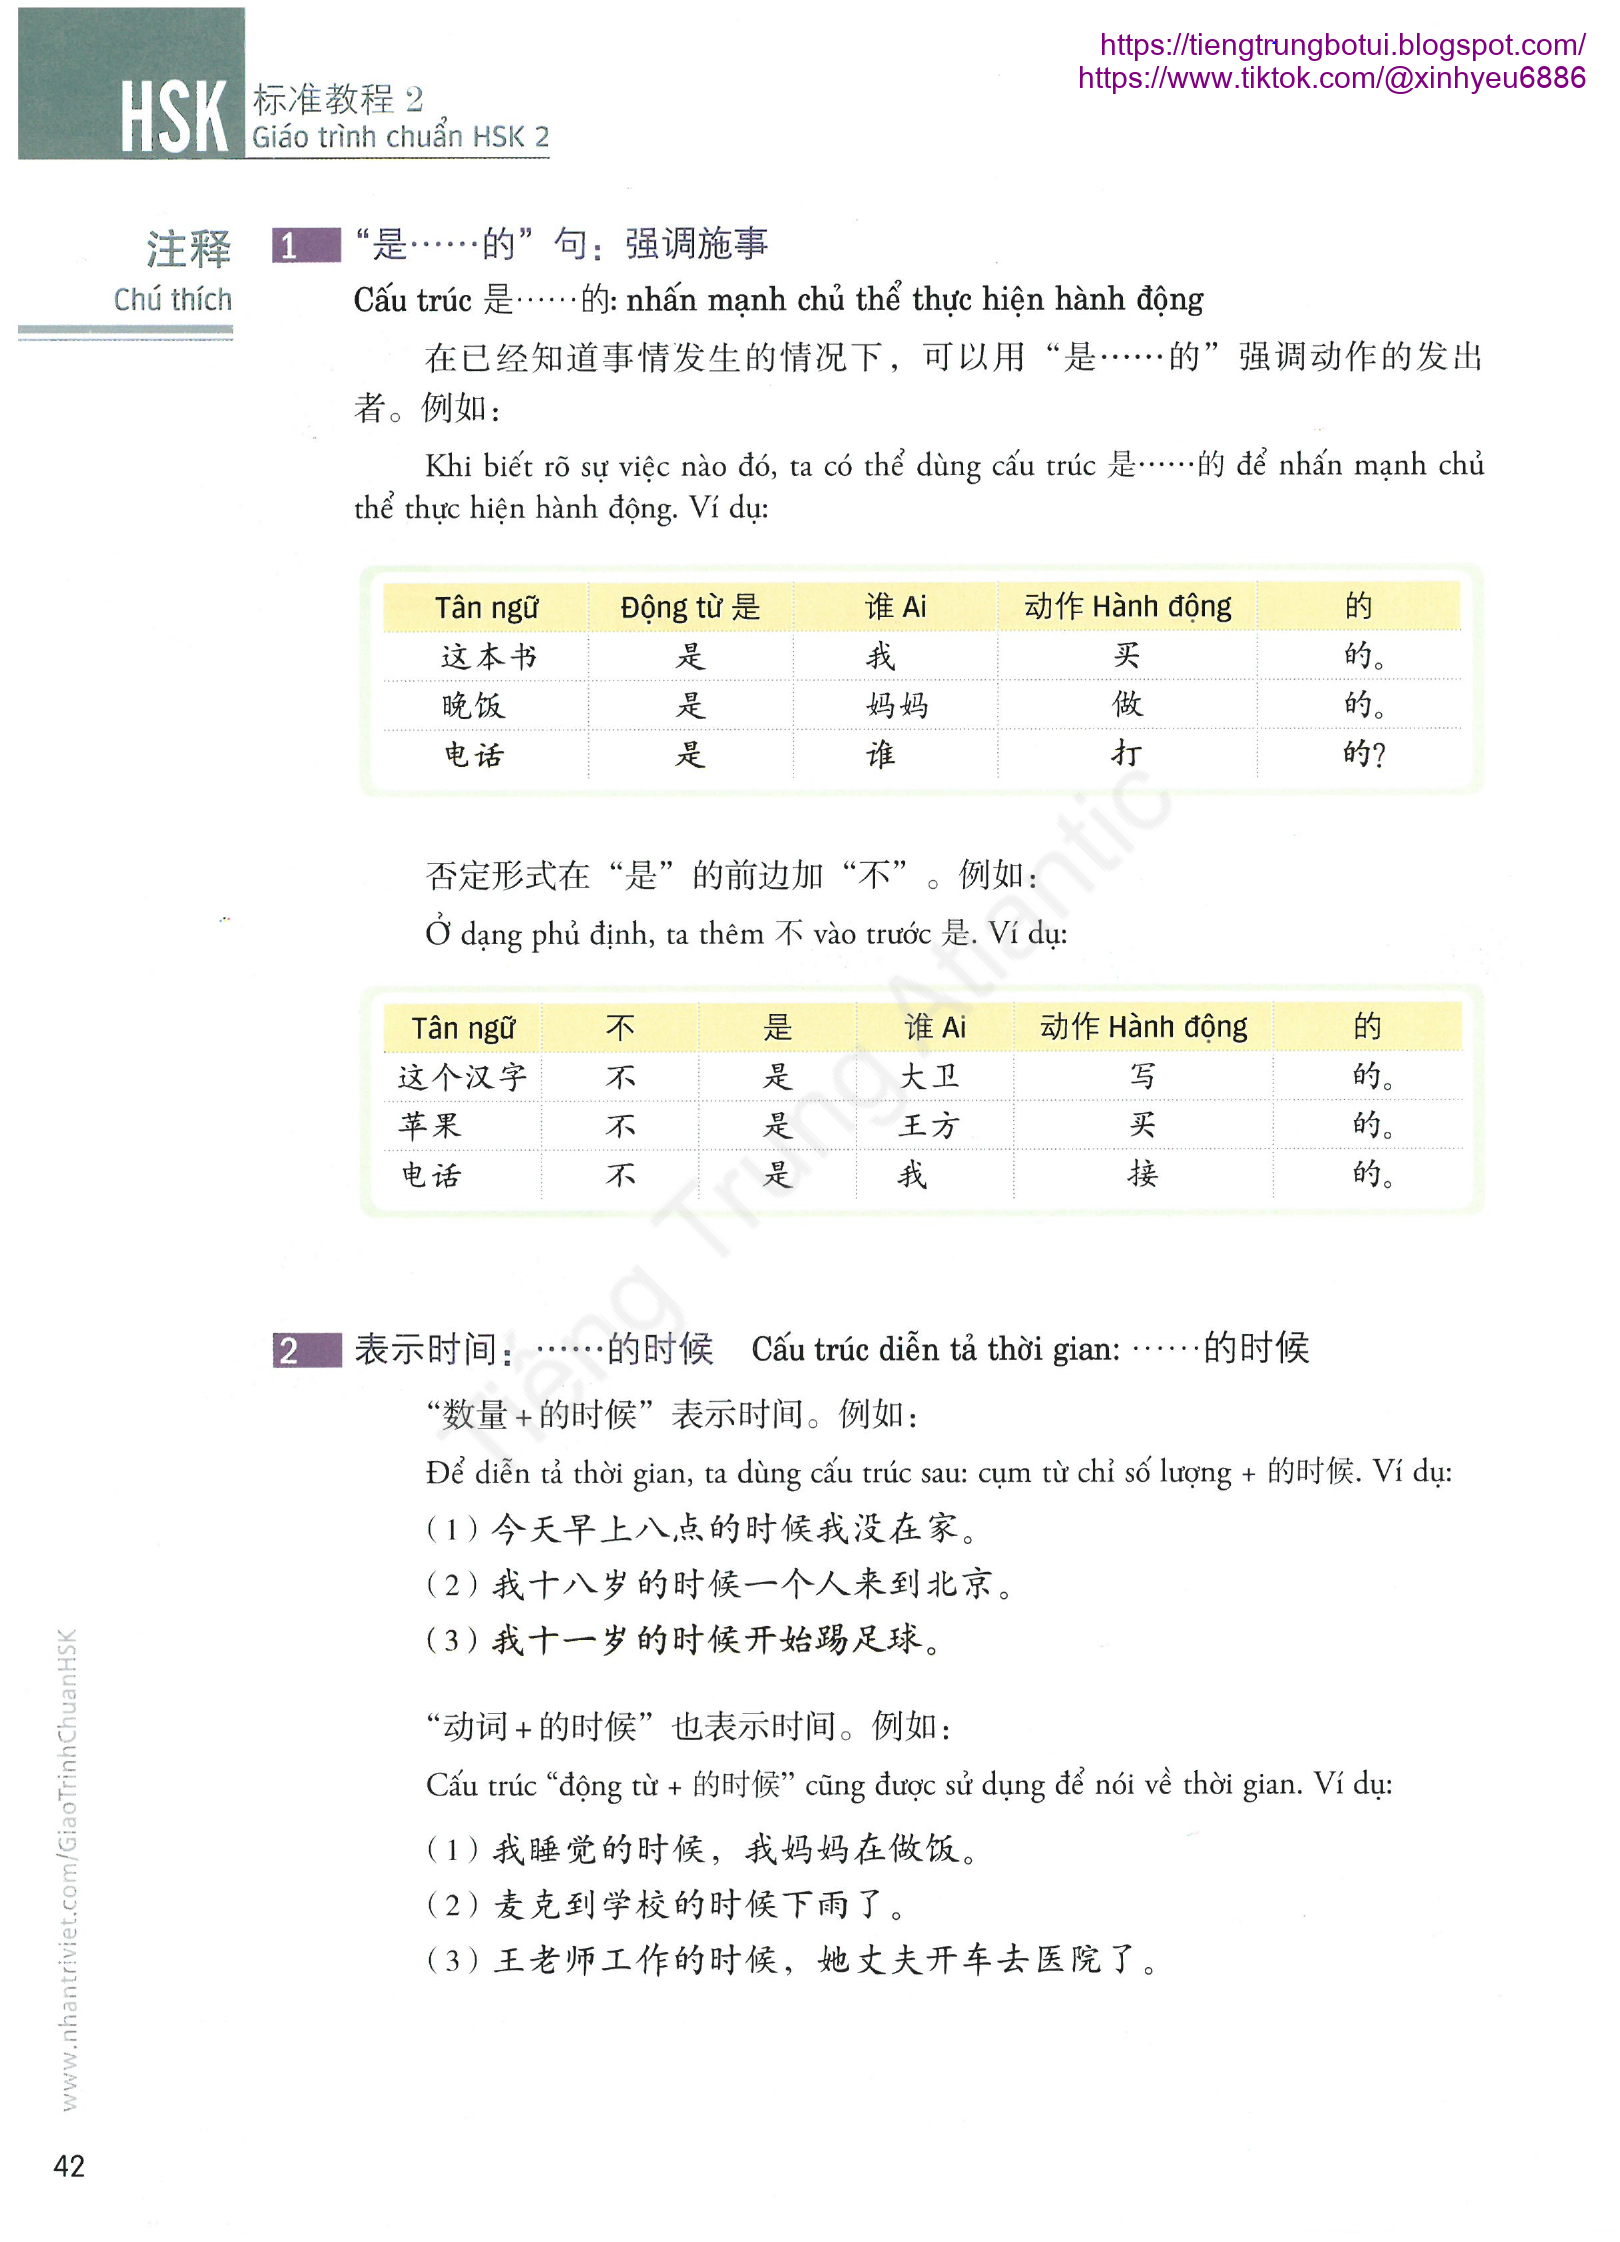 https://tiengtrungbotui.blogspot.com/
https://www.tiktok.com/@xinhyeu6886
HSK 标准教程 2
Giáo trình chuẩn HSK 2
注释
Chú thích
1 “是……的”句：强调施事
Cấu trúc 是……的: nhấn mạnh chủ thể thực hiện hành động
在已经知道事情发生的情况下，可以用“是……的”强调动作的发出
者。例如：
Khi biết rõ sự việc nào đó, ta có thể dùng cấu trúc 是……的 để nhấn mạnh chủ
thể thực hiện hành động. Ví dụ:
Tân ngữ Động từ 是 谁 Ai 动作 Hành động 的
这本书 是 我 买 的。
晚饭 是 妈妈 做 的。
电话 是 谁 打 的?
否定形式在“是”的前边加“不”。例如：
Ở dạng phủ định, ta thêm 不 vào trước 是. Ví dụ:
Tân ngữ 不 是 谁 Ai 动作 Hành động 的
这个汉字 不 是 大卫 写 的。
苹果 不 是 王方 买 的。
电话 不 是 我 接 的。
2 表示时间：……的时候 Cấu trúc diễn tả thời gian: ……的时候
“数量+的时候”表示时间。例如：
Để diễn tả thời gian, ta dùng cấu trúc sau: cụm từ chỉ số lượng + 的时候. Ví dụ:
（1）今天早上八点的时候我没在家。
（2）我十八岁的时候一个人来到北京。
（3）我十一岁的时候开始踢足球。
“动词+的时候”也表示时间。例如：
Cấu trúc “động từ + 的时候” cũng được sử dụng để nói về thời gian. Ví dụ:
（1）我睡觉的时候，我妈妈在做饭。
（2）麦克到学校的时候下雨了。
（3）王老师工作的时候，她丈夫开车去医院了。
Tiếng Trung Atlantic
www.nhantriviet.com/GiaoTrinhChuanHSK
42